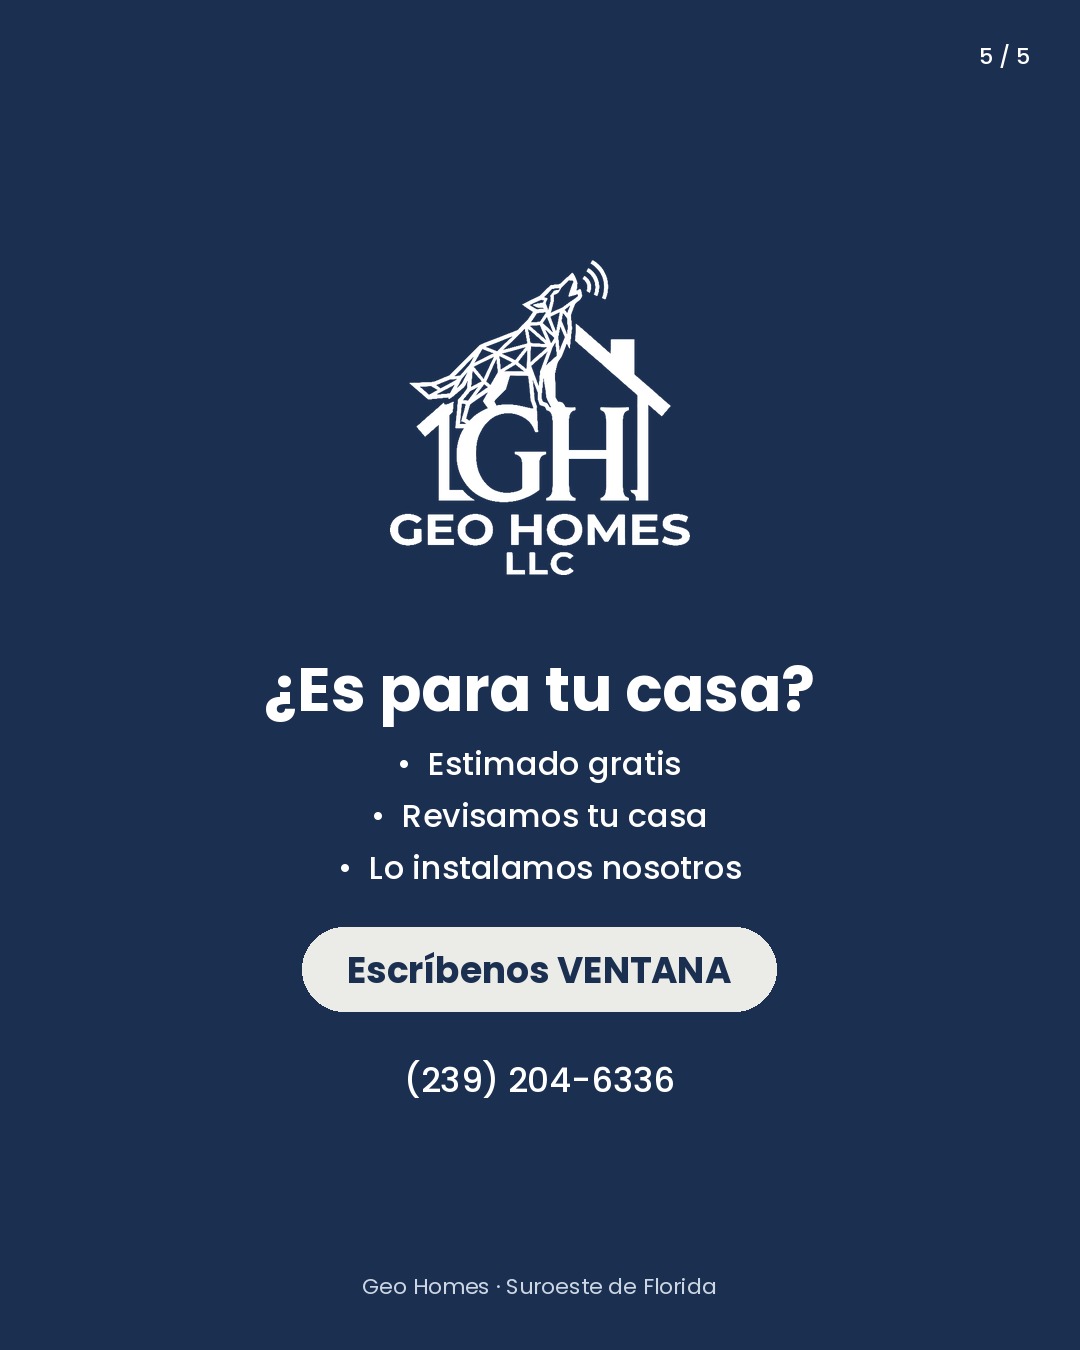 5 / 5
GH
GEO HOMES
LLC
¿Es para tu casa?
• Estimado gratis
• Revisamos tu casa
• Lo instalamos nosotros
Escríbenos VENTANA
(239) 204-6336
Geo Homes · Suroeste de Florida